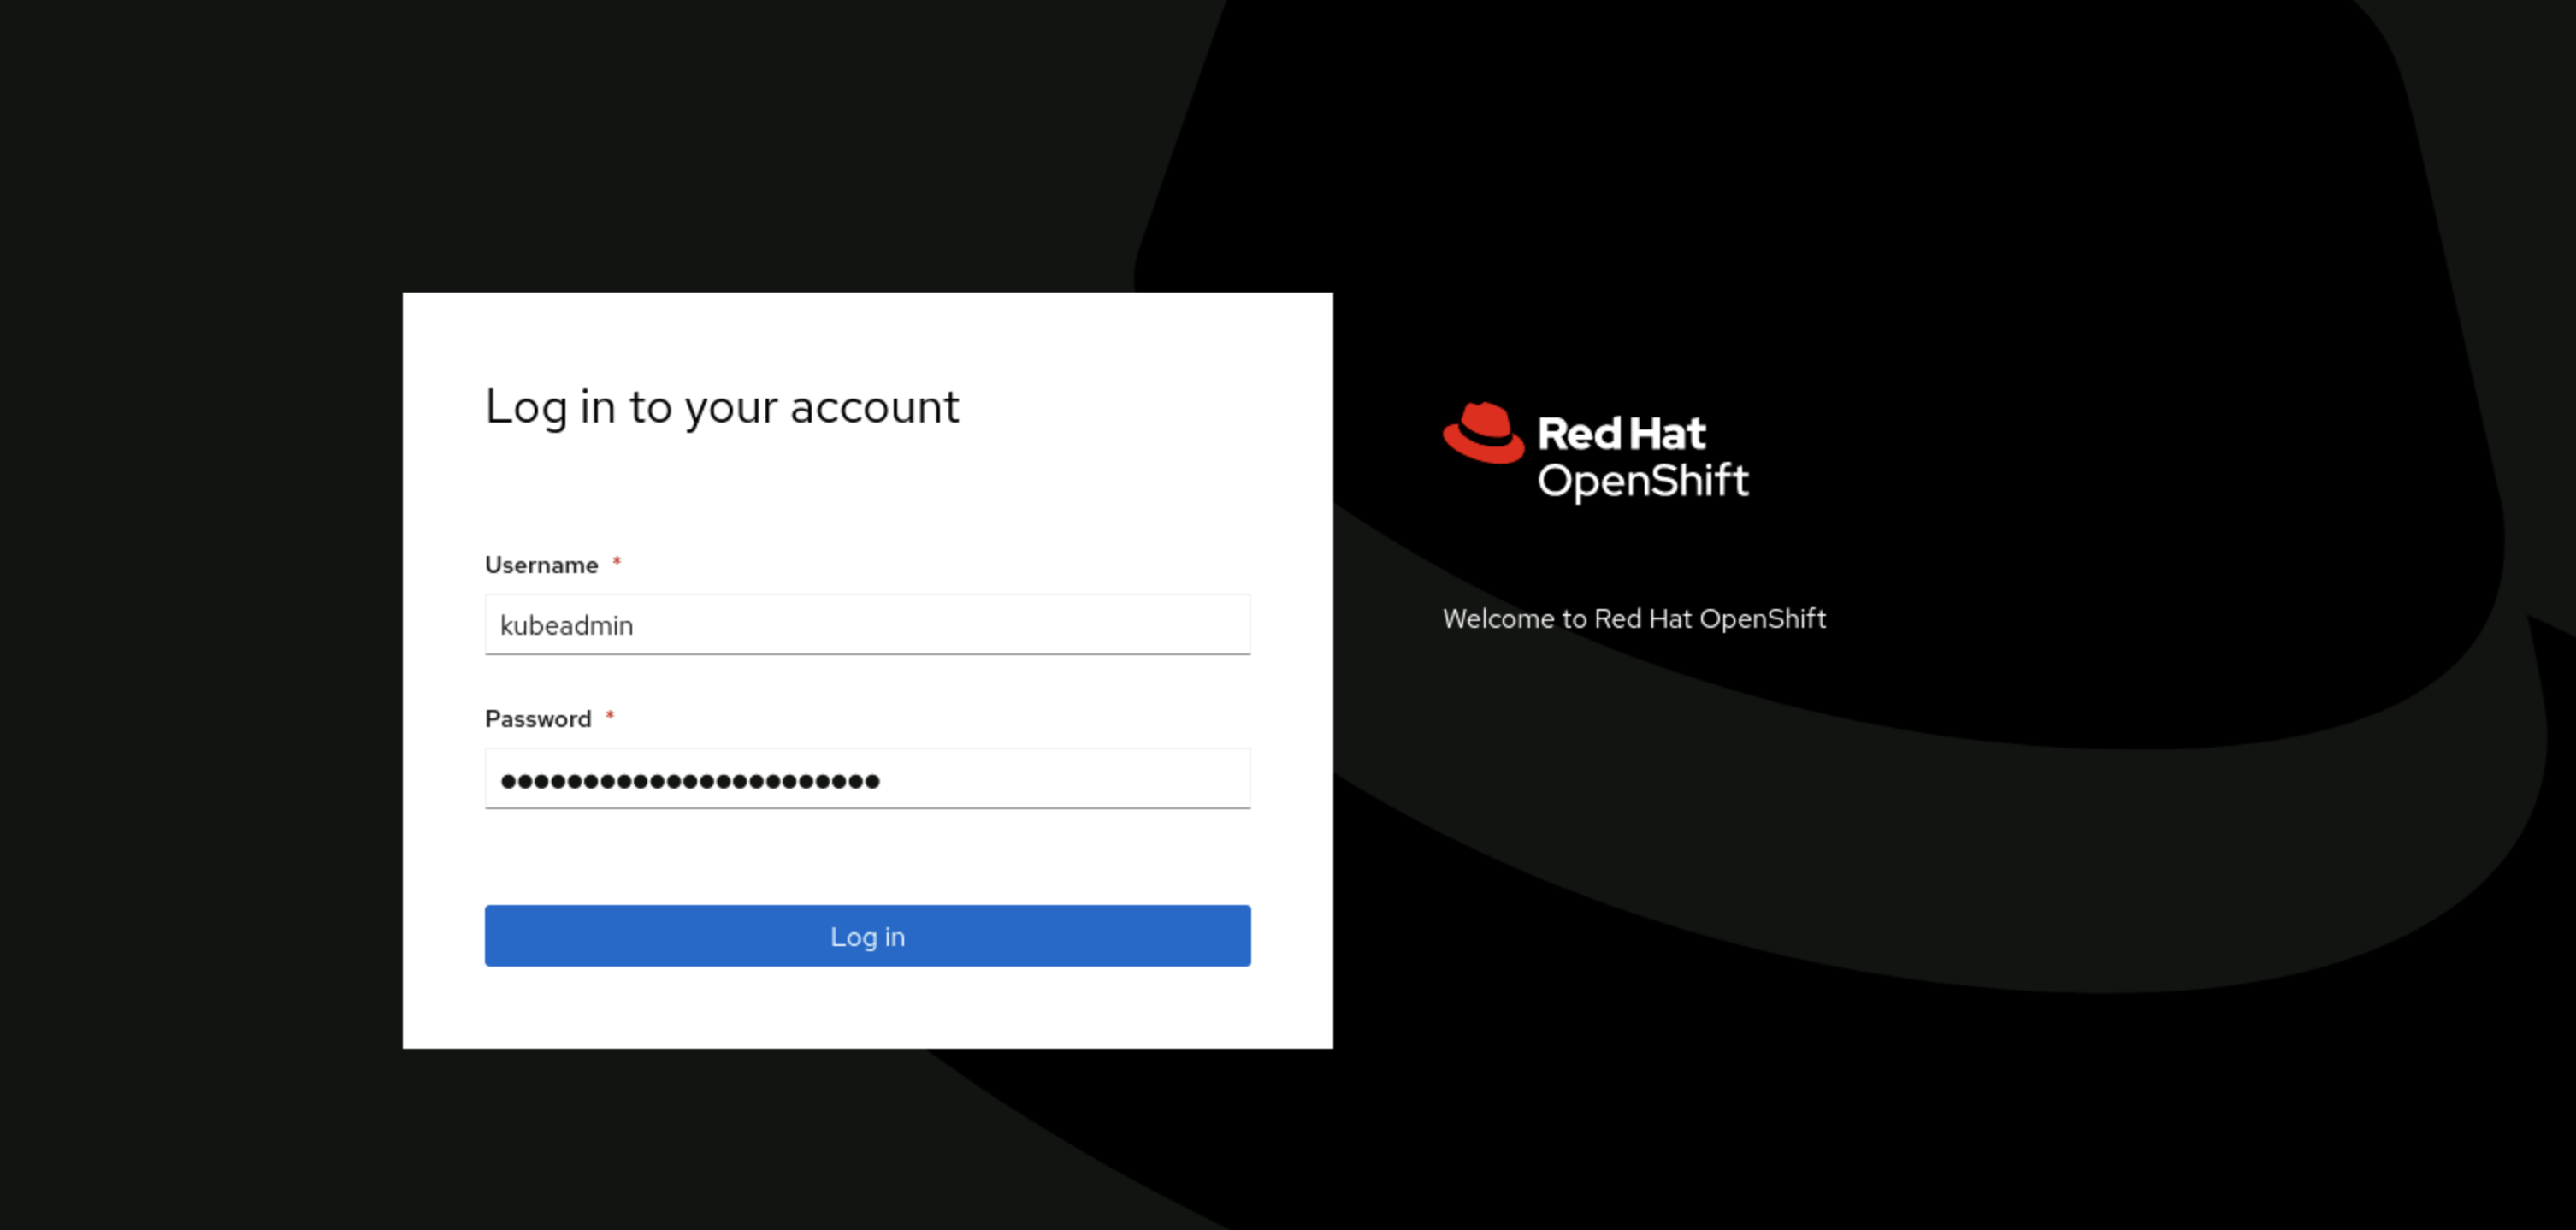 Log in to your account
Username *
kubeadmin
Password *
•••••••••••••••••••••••
Log in
Red Hat
OpenShift
Welcome to Red Hat OpenShift